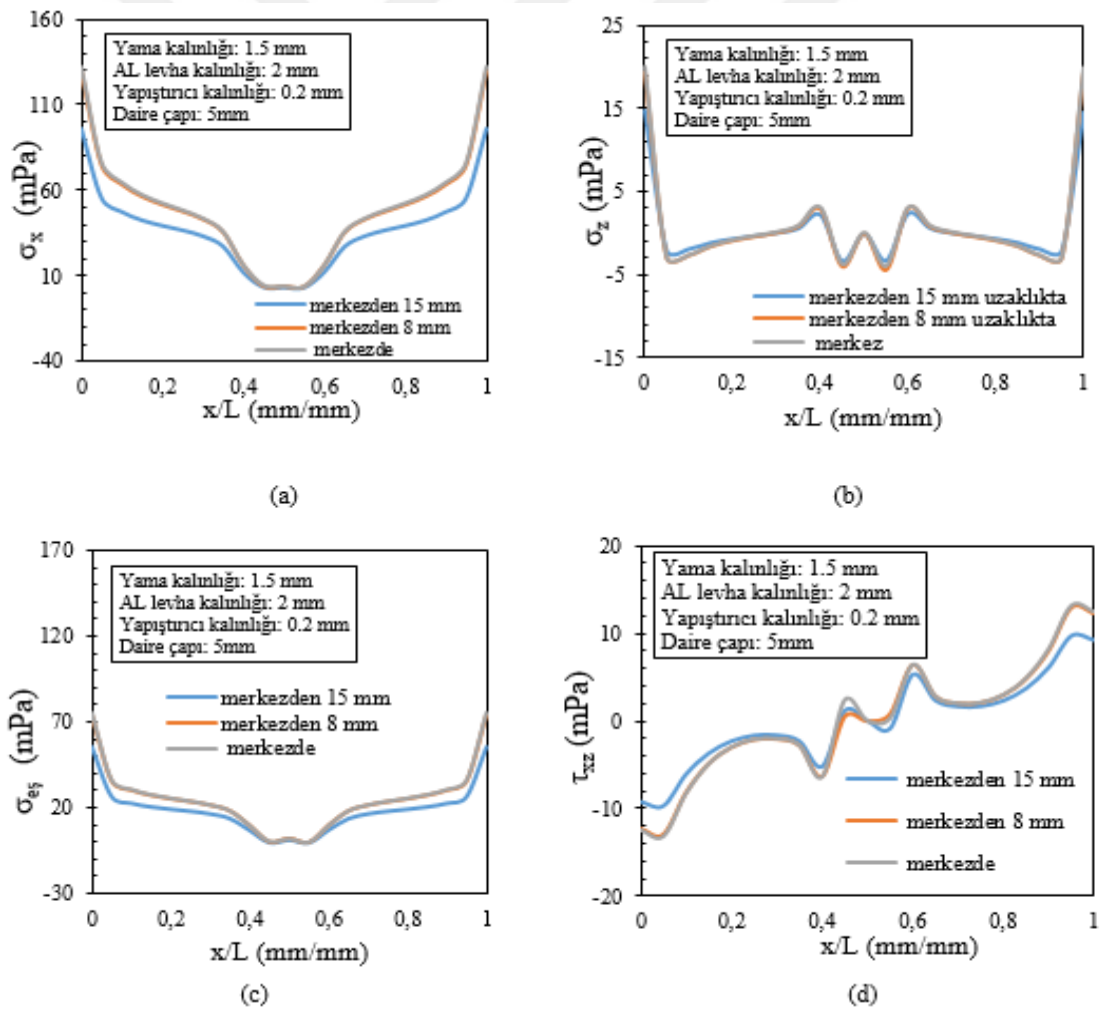 160
110
60
10
-40
σx (mPa)
Yama kalınlığı: 1.5 mm
AL levha kalınlığı: 2 mm
Yapıştırıcı kalınlığı: 0.2 mm
Daire çapı: 5mm
merkezden 15 mm
merkezden 8 mm
merkezde
0 0,2 0,4 0,6 0,8 1
x/L (mm/mm)
(a)
25
15
5
-5
-15
σz (mPa)
Yama kalınlığı: 1.5 mm
AL levha kalınlığı: 2 mm
Yapıştırıcı kalınlığı: 0.2 mm
Daire çapı: 5mm
merkezden 15 mm uzaklıkta
merkezden 8 mm uzaklıkta
merkez
0 0,2 0,4 0,6 0,8 1
x/L (mm/mm)
(b)
170
120
70
20
-30
σeş (mPa)
Yama kalınlığı: 1.5 mm
AL levha kalınlığı: 2 mm
Yapıştırıcı kalınlığı: 0.2 mm
Daire çapı: 5mm
merkezden 15 mm
merkezden 8 mm
merkezde
0 0,2 0,4 0,6 0,8 1
x/L (mm/mm)
(c)
20
10
0
-10
-20
τxz (mPa)
Yama kalınlığı: 1.5 mm
AL levha kalınlığı: 2 mm
Yapıştırıcı kalınlığı: 0.2 mm
Daire çapı: 5mm
merkezden 15 mm
merkezden 8 mm
merkezde
0 0,2 0,4 0,6 0,8 1
x/L (mm/mm)
(d)